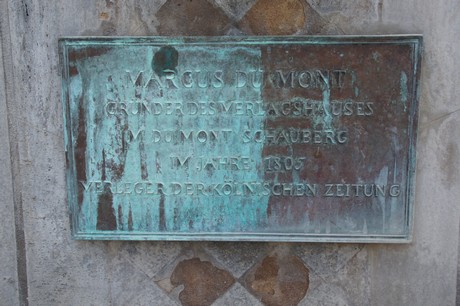 MARCUS DU MONT
GRÜNDER DES VERLAGSHAUSES
M. DU MONT SCHAUBERG
IM JAHRE 1805
VERLEGER DER KÖLNISCHEN ZEITUNG